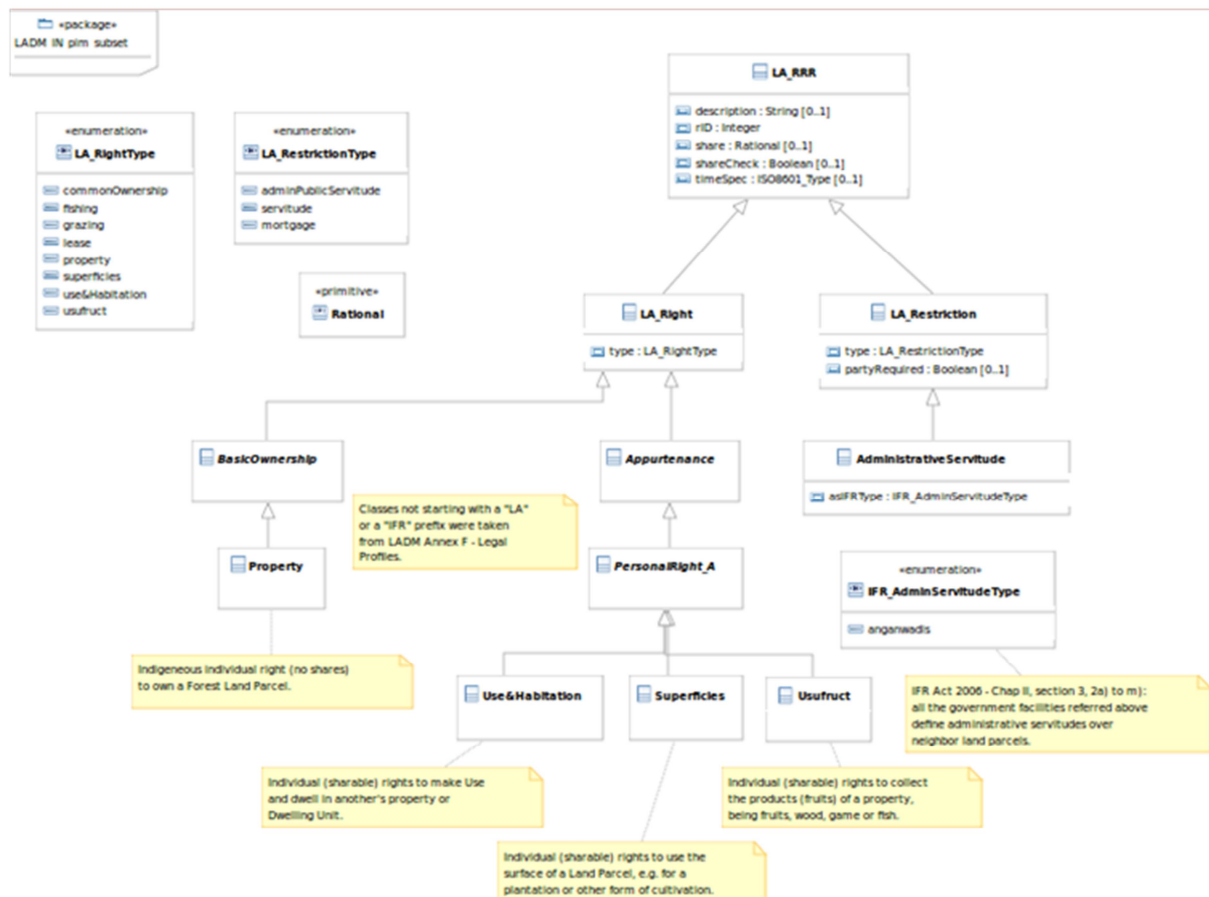 «package»
LADM IN pim subset
LA_RRR
description : String [0..1]
rID : Integer
share : Rational [0..1]
shareCheck : Boolean [0..1]
timeSpec : ISO8601_Type [0..1]
«enumeration»
LA_RightType
commonOwnership
fishing
grazing
lease
property
superficies
use&Habitation
usufruct
«enumeration»
LA_RestrictionType
adminPublicServitude
servitude
mortgage
«primitive»
Rational
LA_Right
type : LA_RightType
LA_Restriction
type : LA_RestrictionType
partyRequired : Boolean [0..1]
BasicOwnership
Appurtenance
AdministrativeServitude
asIFRType : IFR_AdminServitudeType
Classes not starting with a "LA"
or a "IFR" prefix were taken
from LADM Annex F - Legal
Profiles.
Property
PersonalRight_A
«enumeration»
IFR_AdminServitudeType
anganwadis
Indigeneous individual right (no shares)
to own a Forest Land Parcel.
Use&Habitation
Superficies
Usufruct
IFR Act 2006 - Chap II, section 3, 2a) to m):
all the government facilities referred above
define administrative servitudes over
neighbor land parcels.
Individual (sharable) rights to make Use
and dwell in another's property or
Dwelling Unit.
Individual (sharable) rights to collect
the products (fruits) of a property,
being fruits, wood, game or fish.
Individual (sharable) rights to use the
surface of a Land Parcel, e.g. for a
plantation or other form of cultivation.